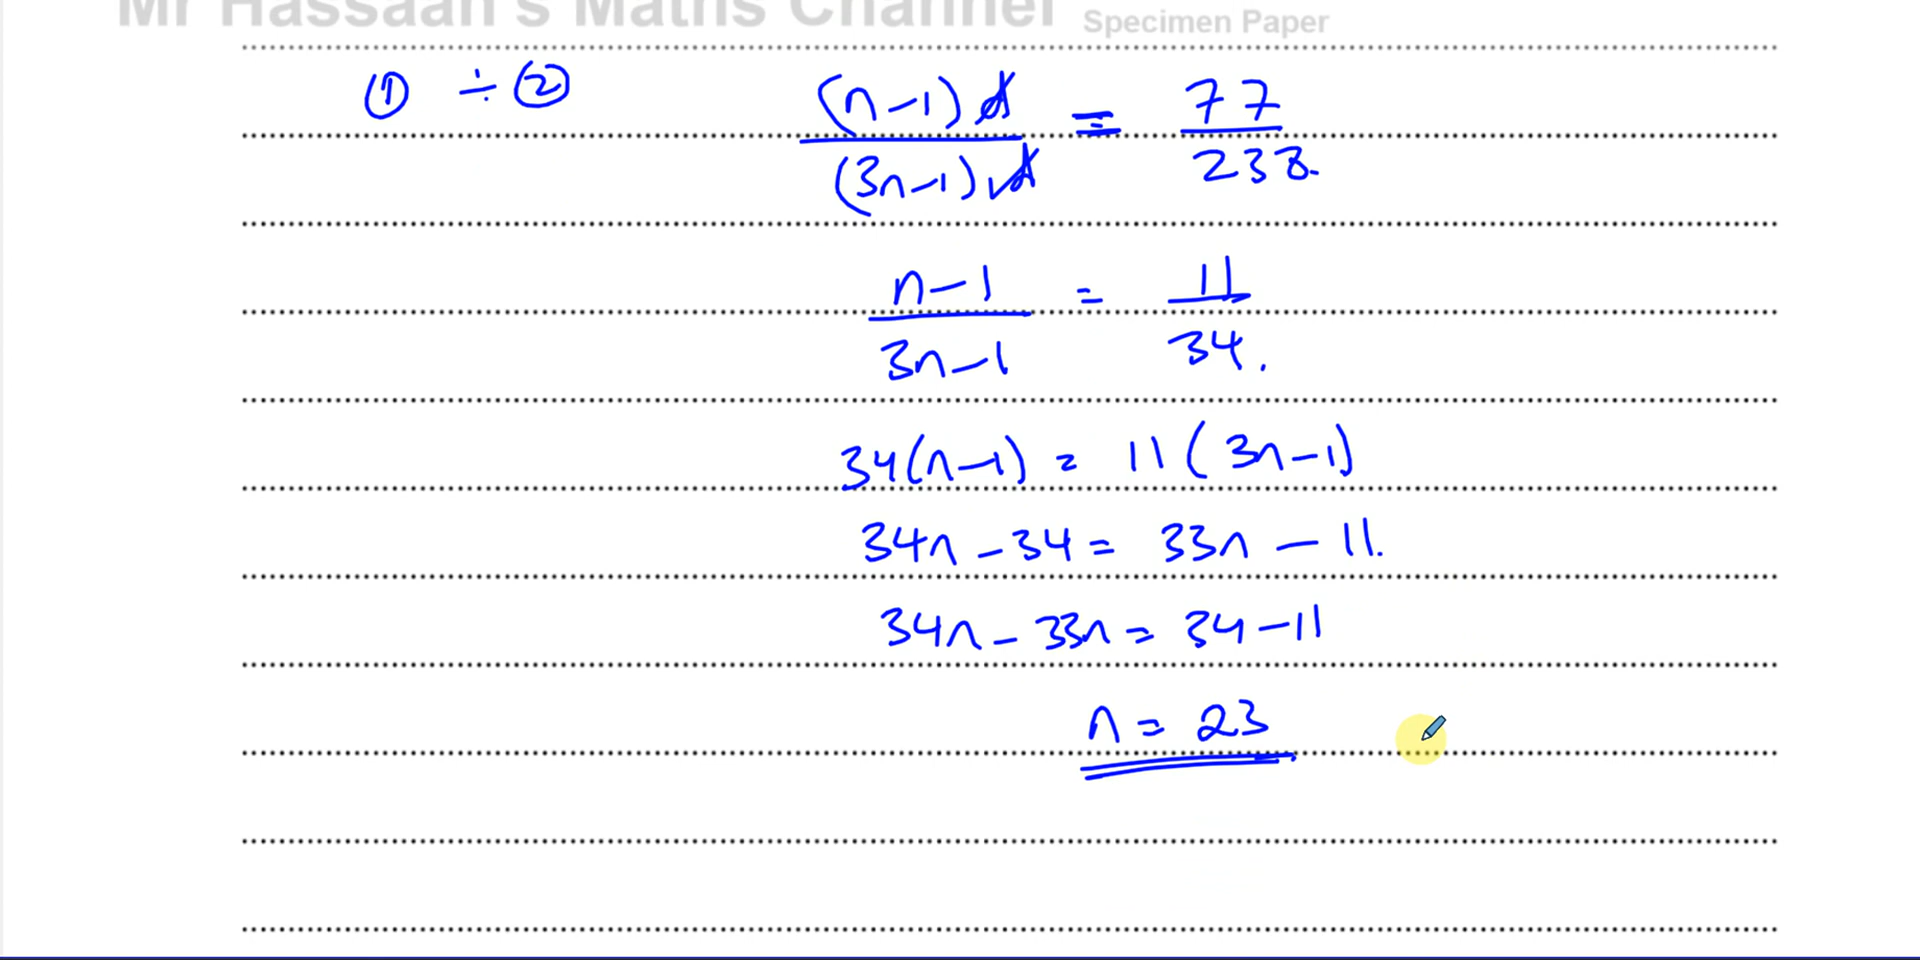 Mr Hassaan's Maths Channel Specimen Paper
① ÷ ② (n-1)d/(3n-1)d = 77/238.
n-1/3n-1 = 11/34.
34(n-1) = 11(3n-1)
34n - 34 = 33n - 11.
34n - 33n = 34 - 11
n = 23